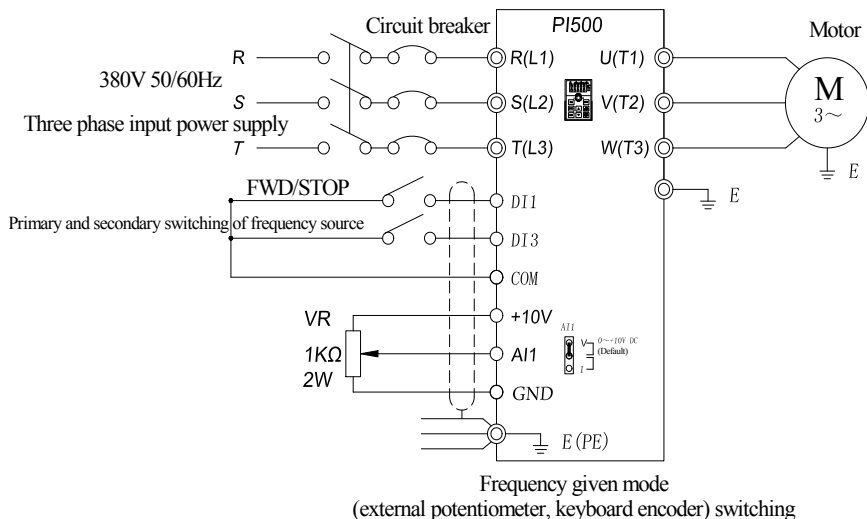 Circuit breaker
PI500
Motor
R
R(L1)
U(T1)
380V 50/60Hz
M
3~
S
S(L2)
V(T2)
Three phase input power supply
T
T(L3)
W(T3)
E
FWD/STOP
E
DI1
Primary and secondary switching of frequency source
DI3
COM
VR
+10V
AI1
V
0~+10V DC
(Default)
1KΩ
AI1
I
2W
GND
E(PE)
Frequency given mode
(external potentiometer, keyboard encoder) switching